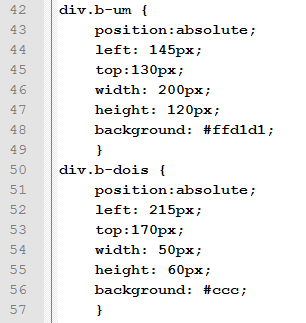 42 div.b-um {
43 position:absolute;
44 left: 145px;
45 top:130px;
46 width: 200px;
47 height: 120px;
48 background: #ffd1d1;
49 }
50 div.b-dois {
51 position:absolute;
52 left: 215px;
53 top:170px;
54 width: 50px;
55 height: 60px;
56 background: #ccc;
57 }